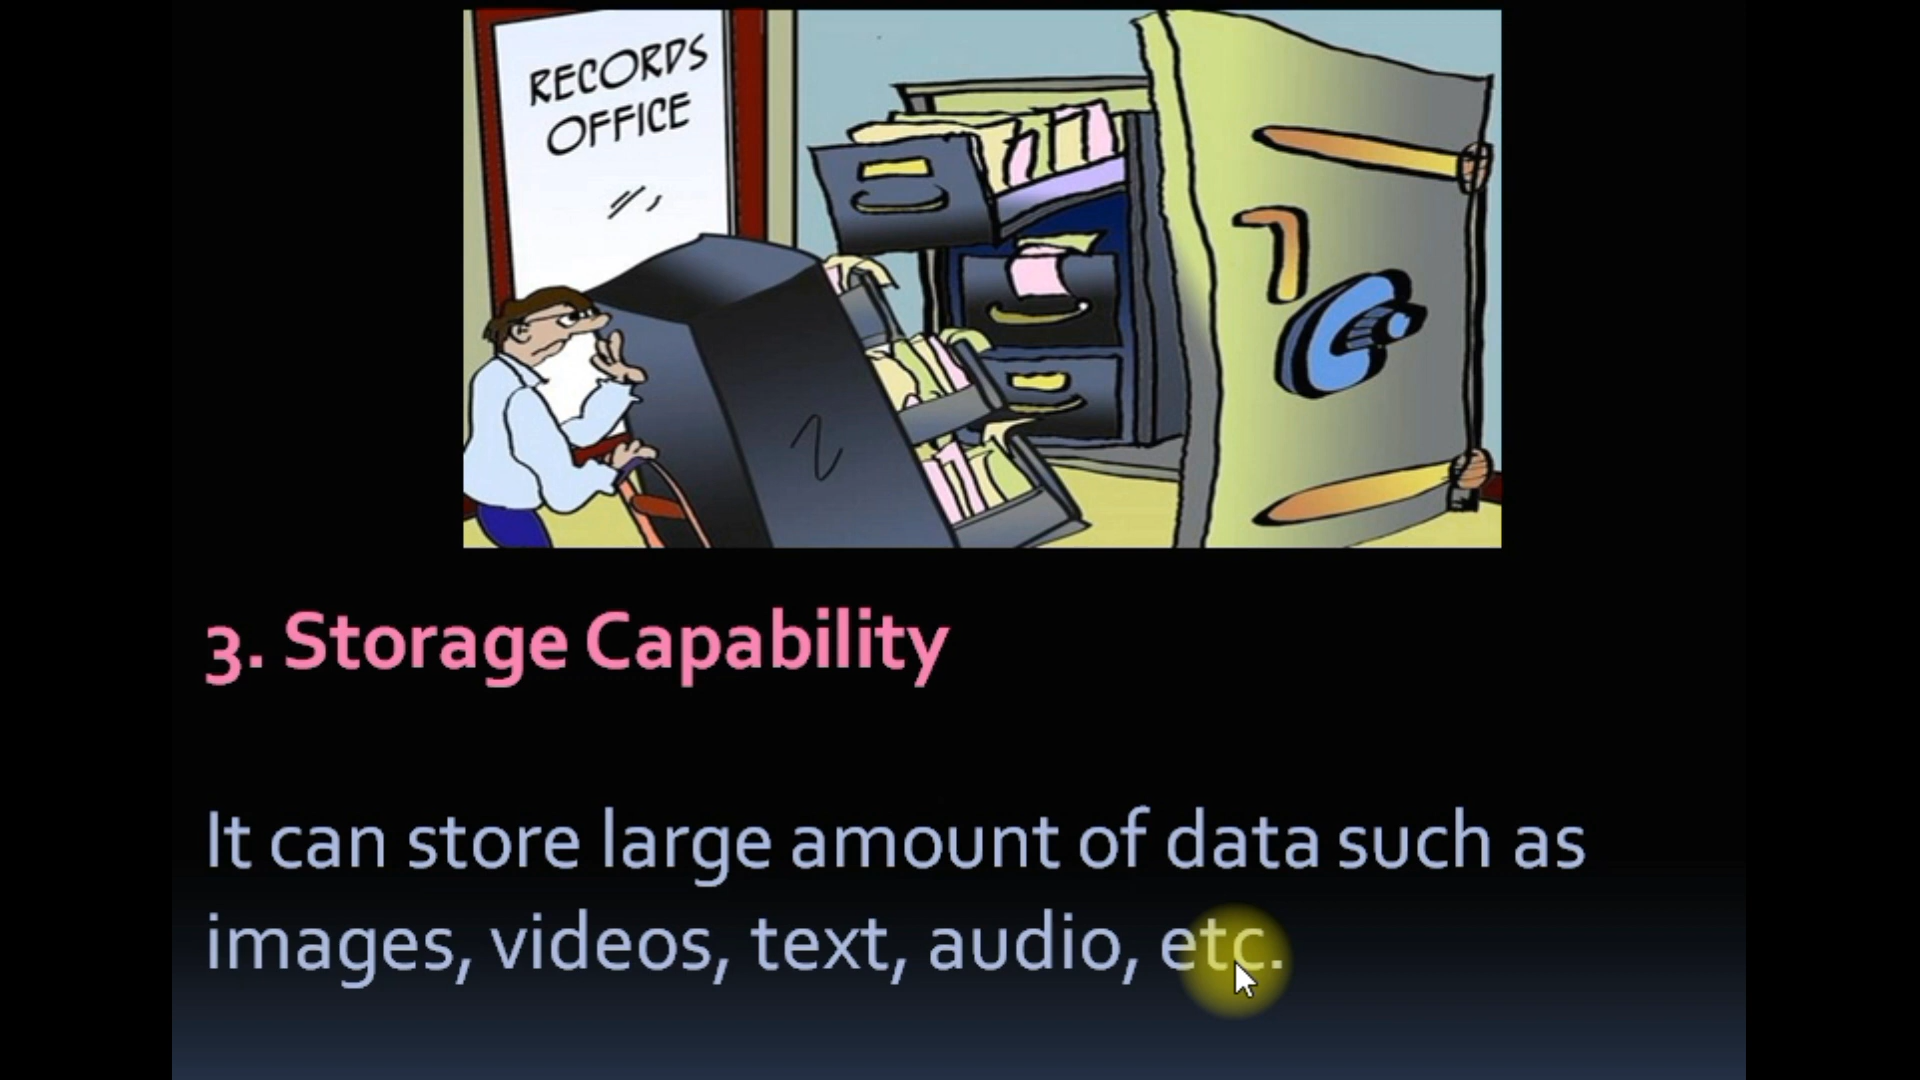 RECORDS
OFFICE
3. Storage Capability
It can store large amount of data such as
images, videos, text, audio, etc.